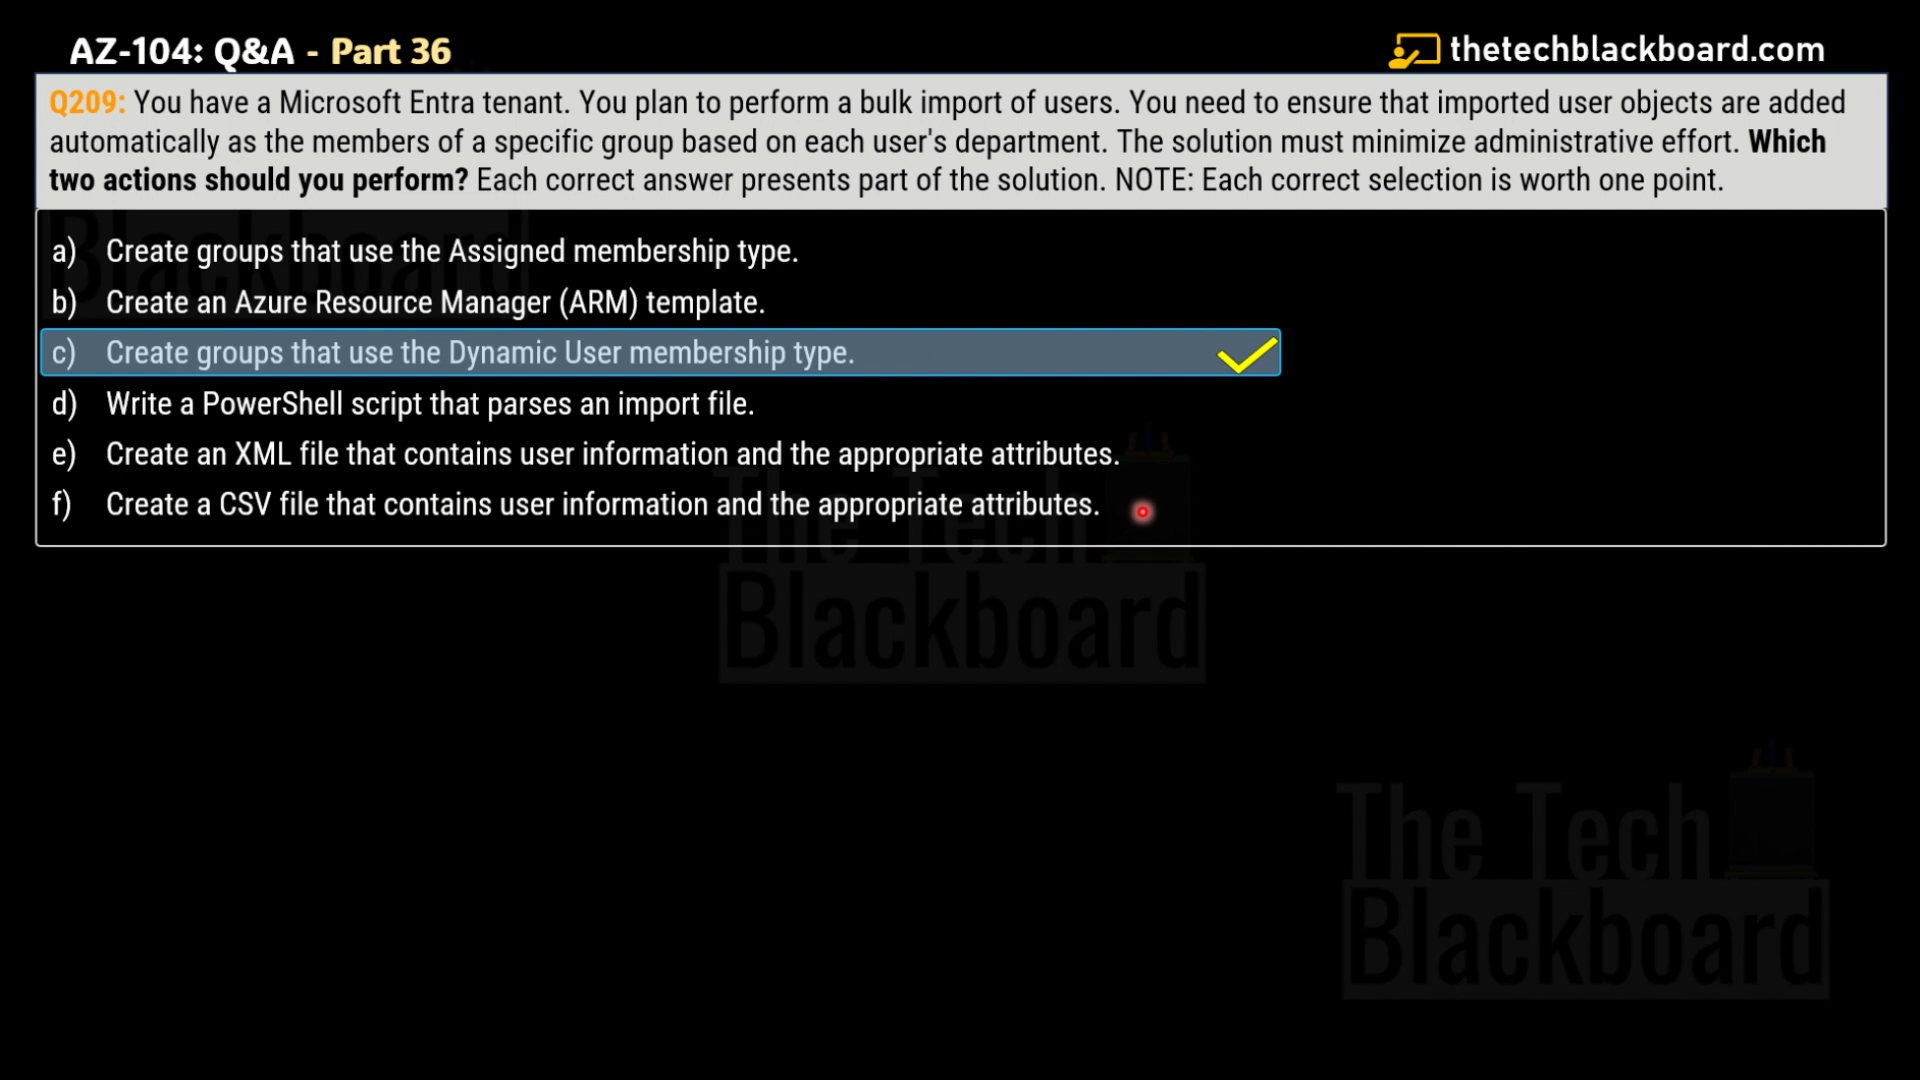 AZ-104: Q&A - Part 36
thetechblackboard.com
Q209: You have a Microsoft Entra tenant. You plan to perform a bulk import of users. You need to ensure that imported user objects are added
automatically as the members of a specific group based on each user's department. The solution must minimize administrative effort. Which
two actions should you perform? Each correct answer presents part of the solution. NOTE: Each correct selection is worth one point.
Blackboard
a) Create groups that use the Assigned membership type.
b) Create an Azure Resource Manager (ARM) template.
c) Create groups that use the Dynamic User membership type.
d) Write a PowerShell script that parses an import file.
e) Create an XML file that contains user information and the appropriate attributes.
f) Create a CSV file that contains user information and the appropriate attributes.
The Tech
Blackboard
The Tech
Blackboard